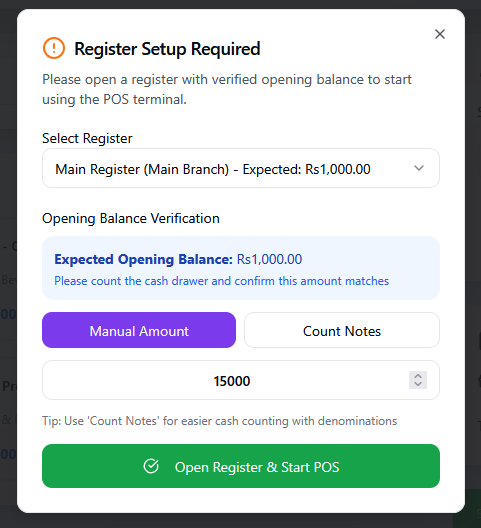 Register Setup Required
Please open a register with verified opening balance to start
using the POS terminal.
Select Register
Main Register (Main Branch) - Expected: Rs1,000.00
Opening Balance Verification
Expected Opening Balance: Rs1,000.00
Please count the cash drawer and confirm this amount matches
Manual Amount
Count Notes
15000
Tip: Use 'Count Notes' for easier cash counting with denominations
Open Register & Start POS